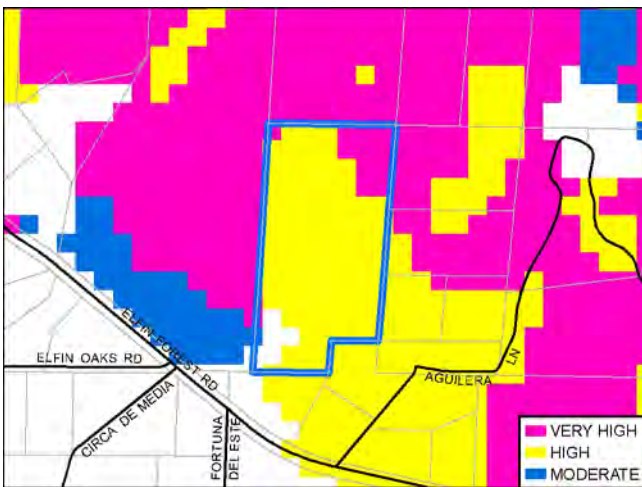 ELFIN FOREST RD
ELFIN OAKS RD
CIRCA DE MEDIA
FORTUNA
DEL ESTE
AGUILERA
LN
VERY HIGH
HIGH
MODERATE